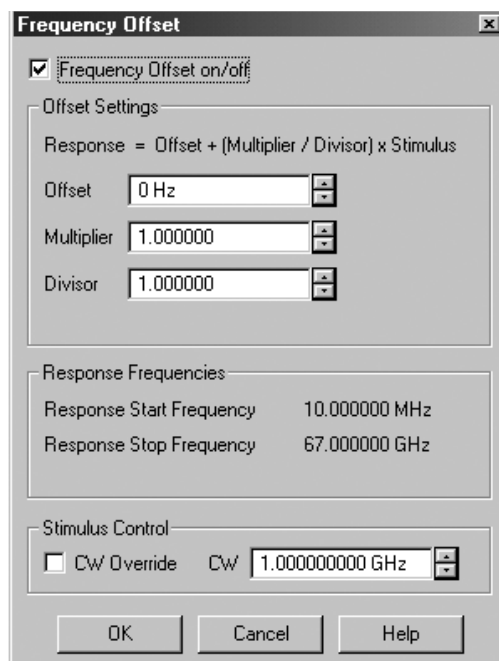 Frequency Offset
Frequency Offset on/off
Offset Settings
Response = Offset + (Multiplier / Divisor) x Stimulus
Offset 0 Hz
Multiplier 1.000000
Divisor 1.000000
Response Frequencies
Response Start Frequency 10.000000 MHz
Response Stop Frequency 67.000000 GHz
Stimulus Control
CW Override CW 1.000000000 GHz
OK Cancel Help